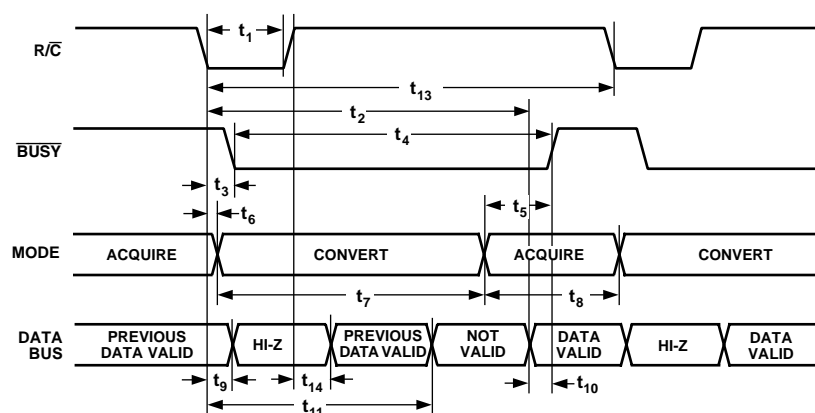 t1
R/C̅
t13
t2
t4
B̅U̅S̅Y̅
t3
t5
t6
MODE
ACQUIRE
CONVERT
ACQUIRE
CONVERT
t7
t8
DATA
BUS
PREVIOUS
DATA VALID
HI-Z
PREVIOUS
DATA VALID
NOT
VALID
DATA
VALID
HI-Z
DATA
VALID
t9
t14
t10
t11